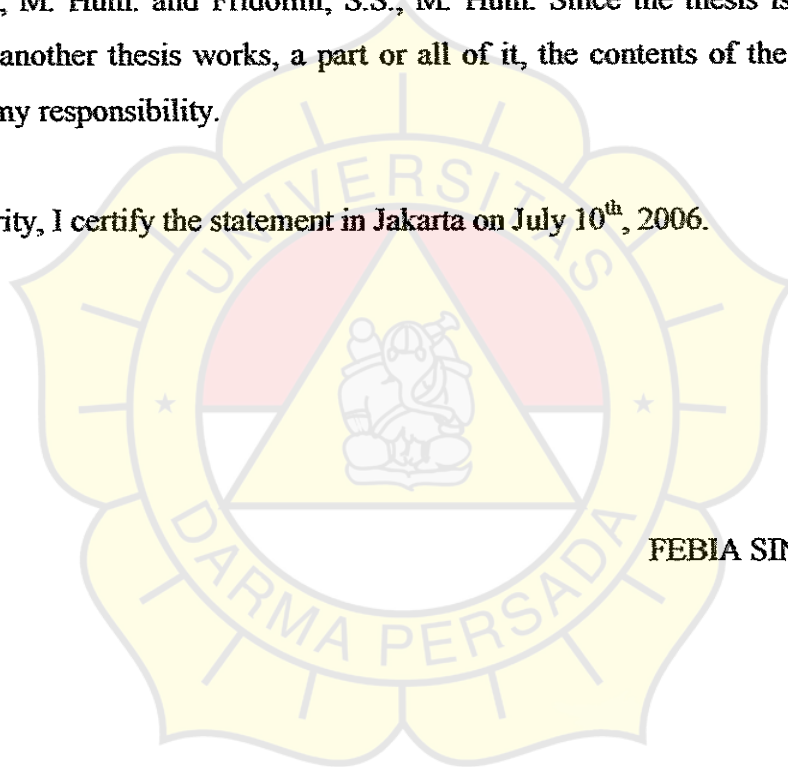 M. Hum. and Fridolini, S.S., M. Hum. Since the thesis is
another thesis works, a part or all of it, the contents of the
my responsibility.
rity, I certify the statement in Jakarta on July 10th, 2006.
UNIVERSITAS
FEBIA SIN
DARMA PERSADA